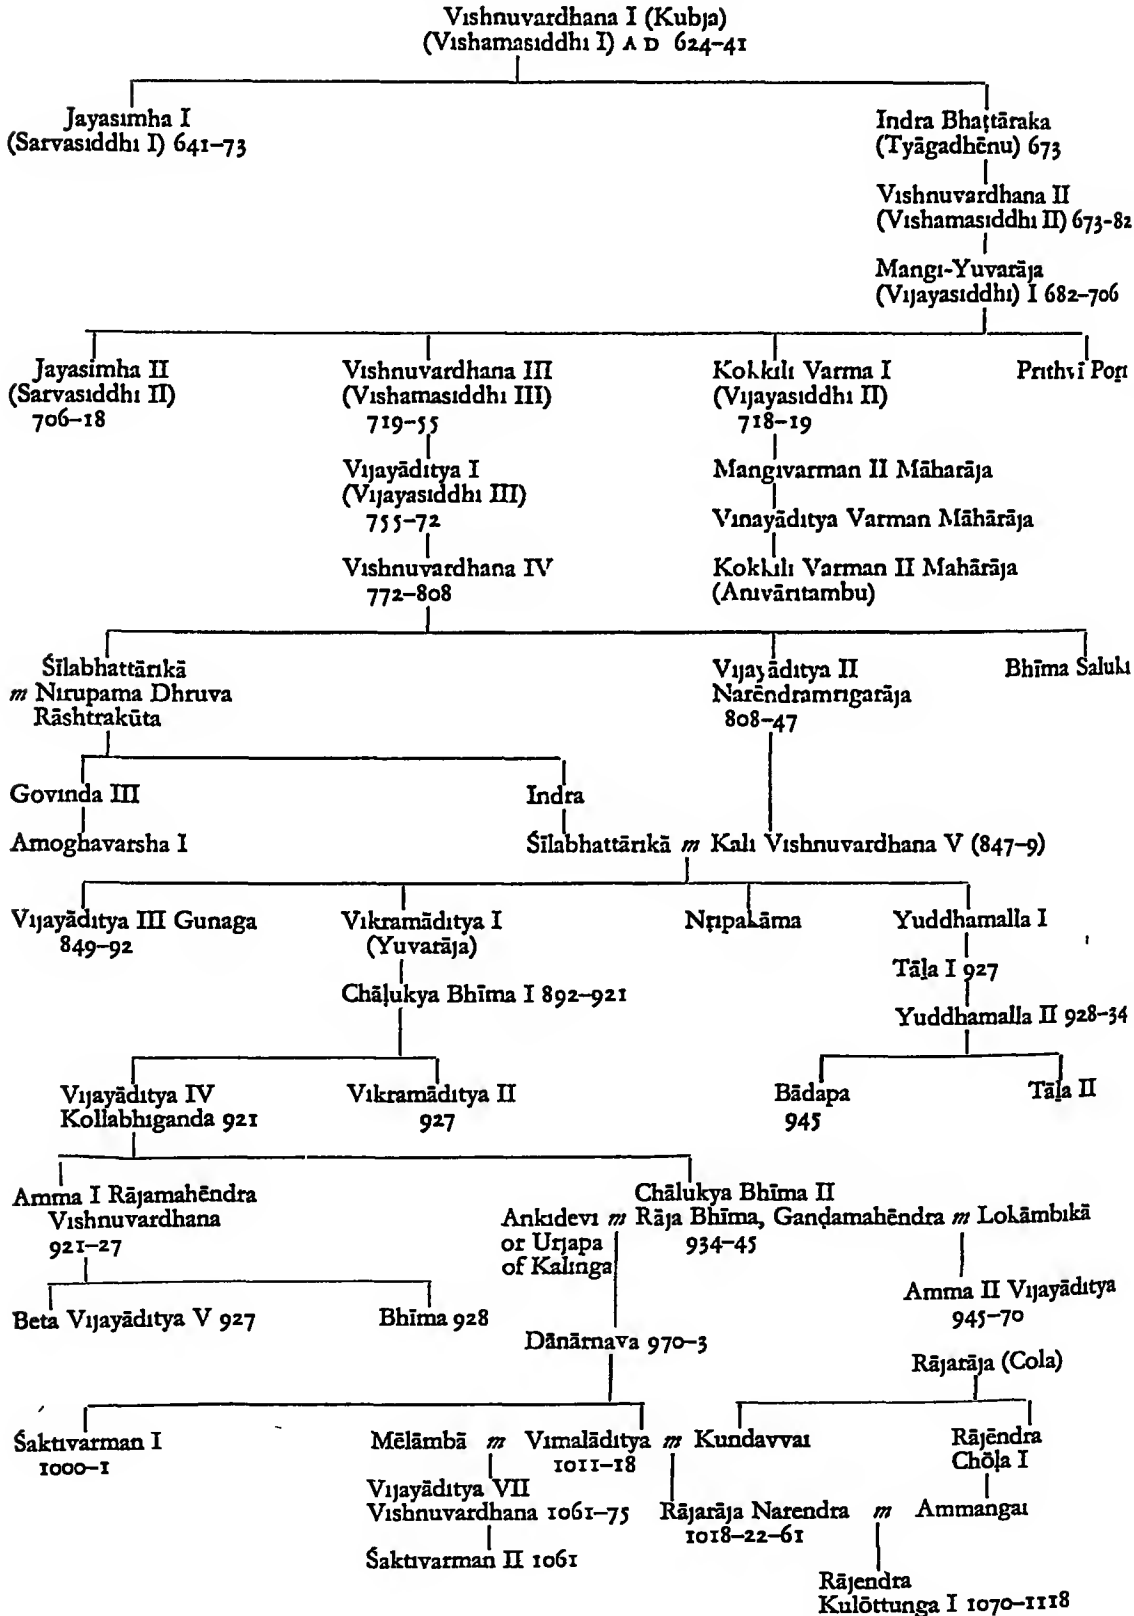 Vishnuvardhana I (Kubja)
(Vishamasiddhi I) A D 624-41
Jayasimha I
(Sarvasiddhi I) 641-73
Indra Bhaṭṭāraka
(Tyāgadhēnu) 673
Vishnuvardhana II
(Vishamasiddhi II) 673-82
Mangi-Yuvarāja
(Vijayasiddhi) I 682-706
Jayasimha II
(Sarvasiddhi II)
706-18
Vishnuvardhana III
(Vishamasiddhi III)
719-55
Kokkili Varma I
(Vijayasiddhi II)
718-19
Prithvī Poṛi
Vijayāditya I
(Vijayasiddhi III)
755-72
Mangivarman II Māharāja
Vinayāditya Varman Māhārāja
Vishnuvardhana IV
772-808
Kokkili Varman II Mahārāja
(Anivāritambu)
Śīlabhattārikā
m Nirupama Dhruva
Rāshtrakūta
Vijayāditya II
Narēndramrigarāja
808-47
Bhīma Saluki
Govinda III
Indra
Amoghavarsha I
Śīlabhattārikā m Kali Vishnuvardhana V (847-9)
Vijayāditya III Gunaga
849-92
Vikramāditya I
(Yuvarāja)
Nṛipakāma
Yuddhamalla I
Tāḷa I 927
Chāḷukya Bhīma I 892-921
Yuddhamalla II 928-34
Vijayāditya IV
Kollabhiganda 921
Vikramāditya II
927
Bādapa
945
Tāḷa II
Amma I Rājamahēndra
Vishnuvardhana
921-27
Chālukya Bhīma II
Ankidevi m Rāja Bhīma, Gaṇḍamahēndra m Lokāmbikā
or Urjapa 934-45
of Kalinga
Amma II Vijayāditya
945-70
Beta Vijayāditya V 927
Bhīma 928
Dānārnava 970-3
Rājarāja (Cola)
Śaktivarman I
1000-1
Mēlāmbā m Vimalāditya m Kundavvai
1011-18
Rājēndra
Chōḷa I
Vijayāditya VII
Vishnuvardhana 1061-75
Rājarāja Narendra m Ammangai
1018-22-61
Śaktivarman II 1061
Rājendra
Kulōttunga I 1070-1118